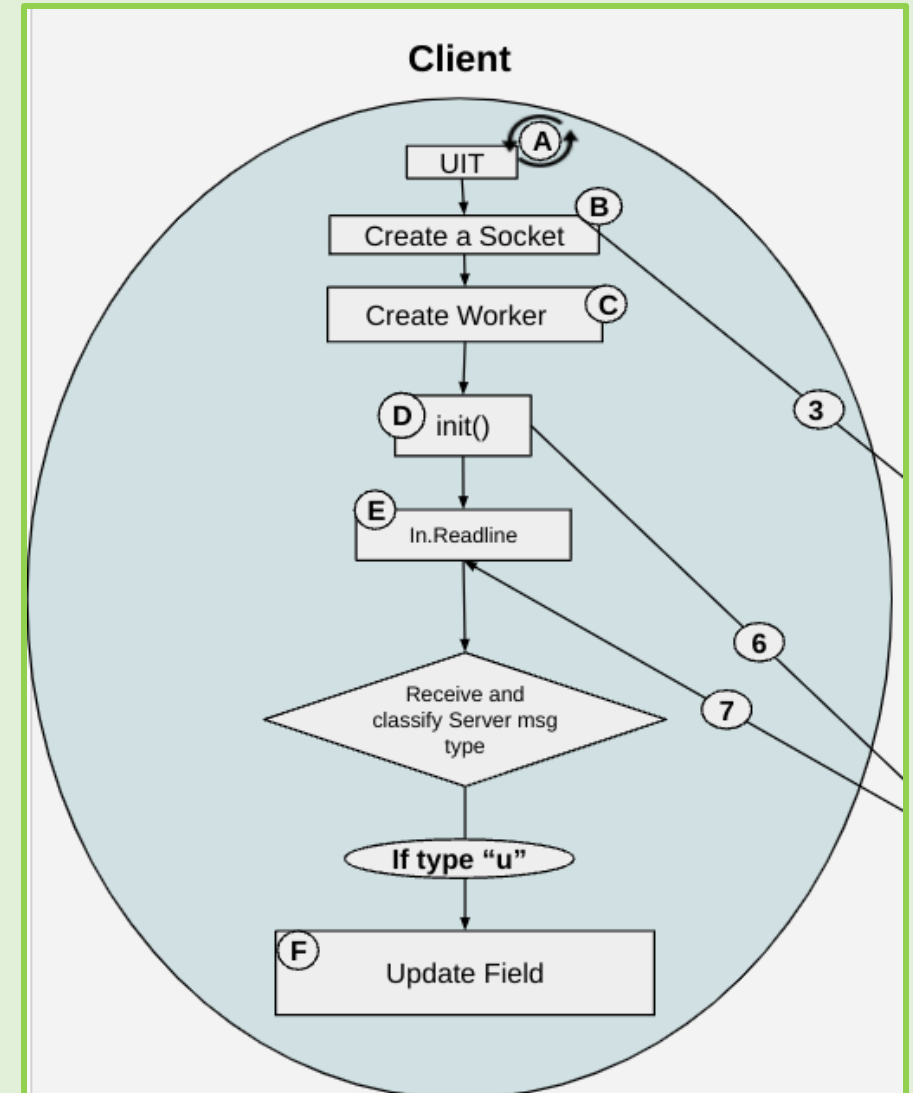 Client
A
UIT
B
Create a Socket
C
Create Worker
3
D
init()
E
In.Readline
6
7
Receive and
classify Server msg
type
If type “u”
F
Update Field